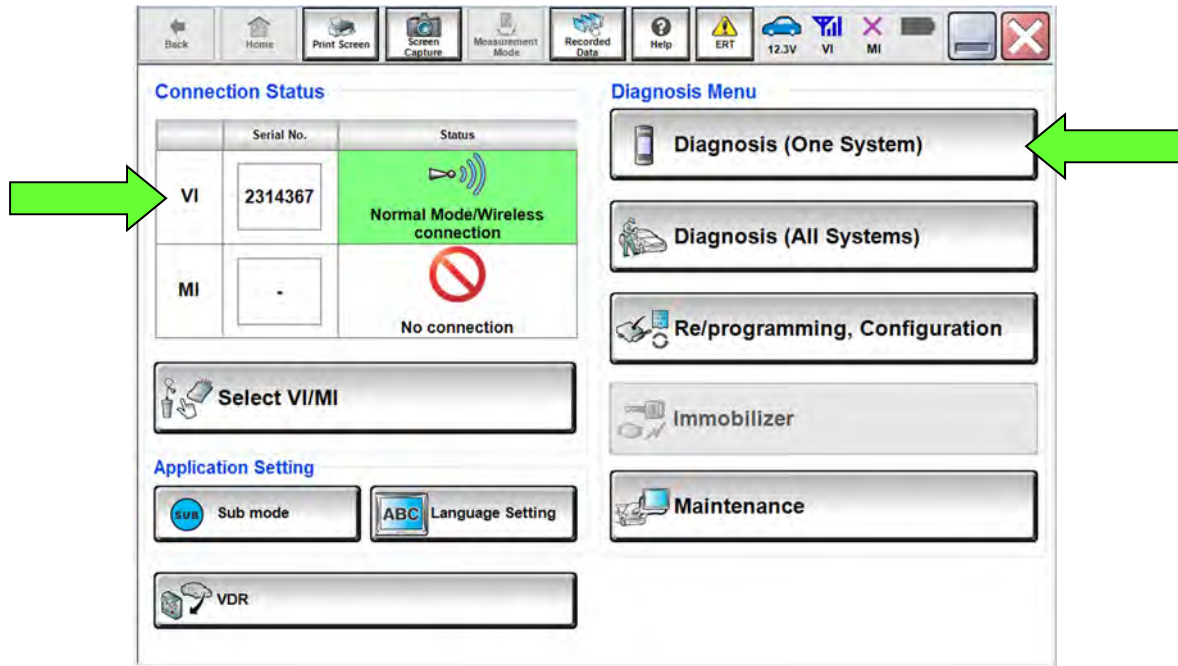 Back
Home
Print Screen
Screen
Capture
Measurement
Mode
Recorded
Data
Help
ERT
12.3V
VI
MI
Connection Status
Serial No.
Status
VI
2314367
Normal Mode/Wireless
connection
MI
-
No connection
Select VI/MI
Application Setting
SUB
Sub mode
ABC
Language Setting
VDR
Diagnosis Menu
Diagnosis (One System)
Diagnosis (All Systems)
Re/programming, Configuration
Immobilizer
Maintenance